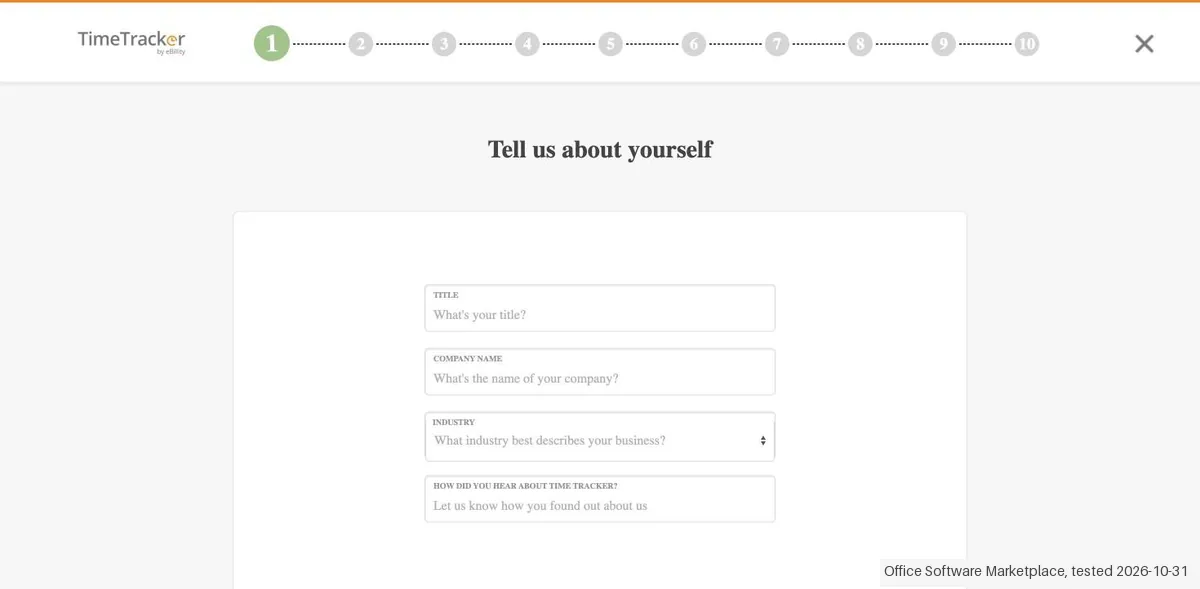 TimeTracker
by eBillity
1 2 3 4 5 6 7 8 9 10
Tell us about yourself
TITLE
What's your title?
COMPANY NAME
What's the name of your company?
INDUSTRY
What industry best describes your business?
HOW DID YOU HEAR ABOUT TIME TRACKER?
Let us know how you found out about us
Office Software Marketplace, tested 2026-10-31